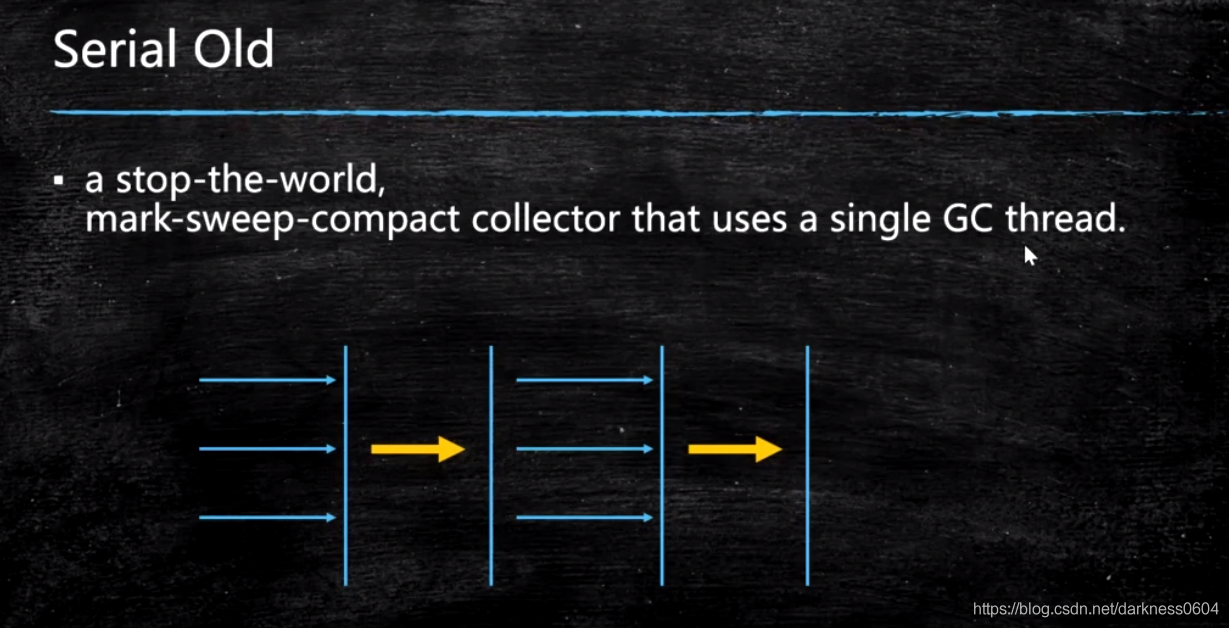 Serial Old
▪ a stop-the-world,
mark-sweep-compact collector that uses a single GC thread.
https://blog.csdn.net/darkness0604